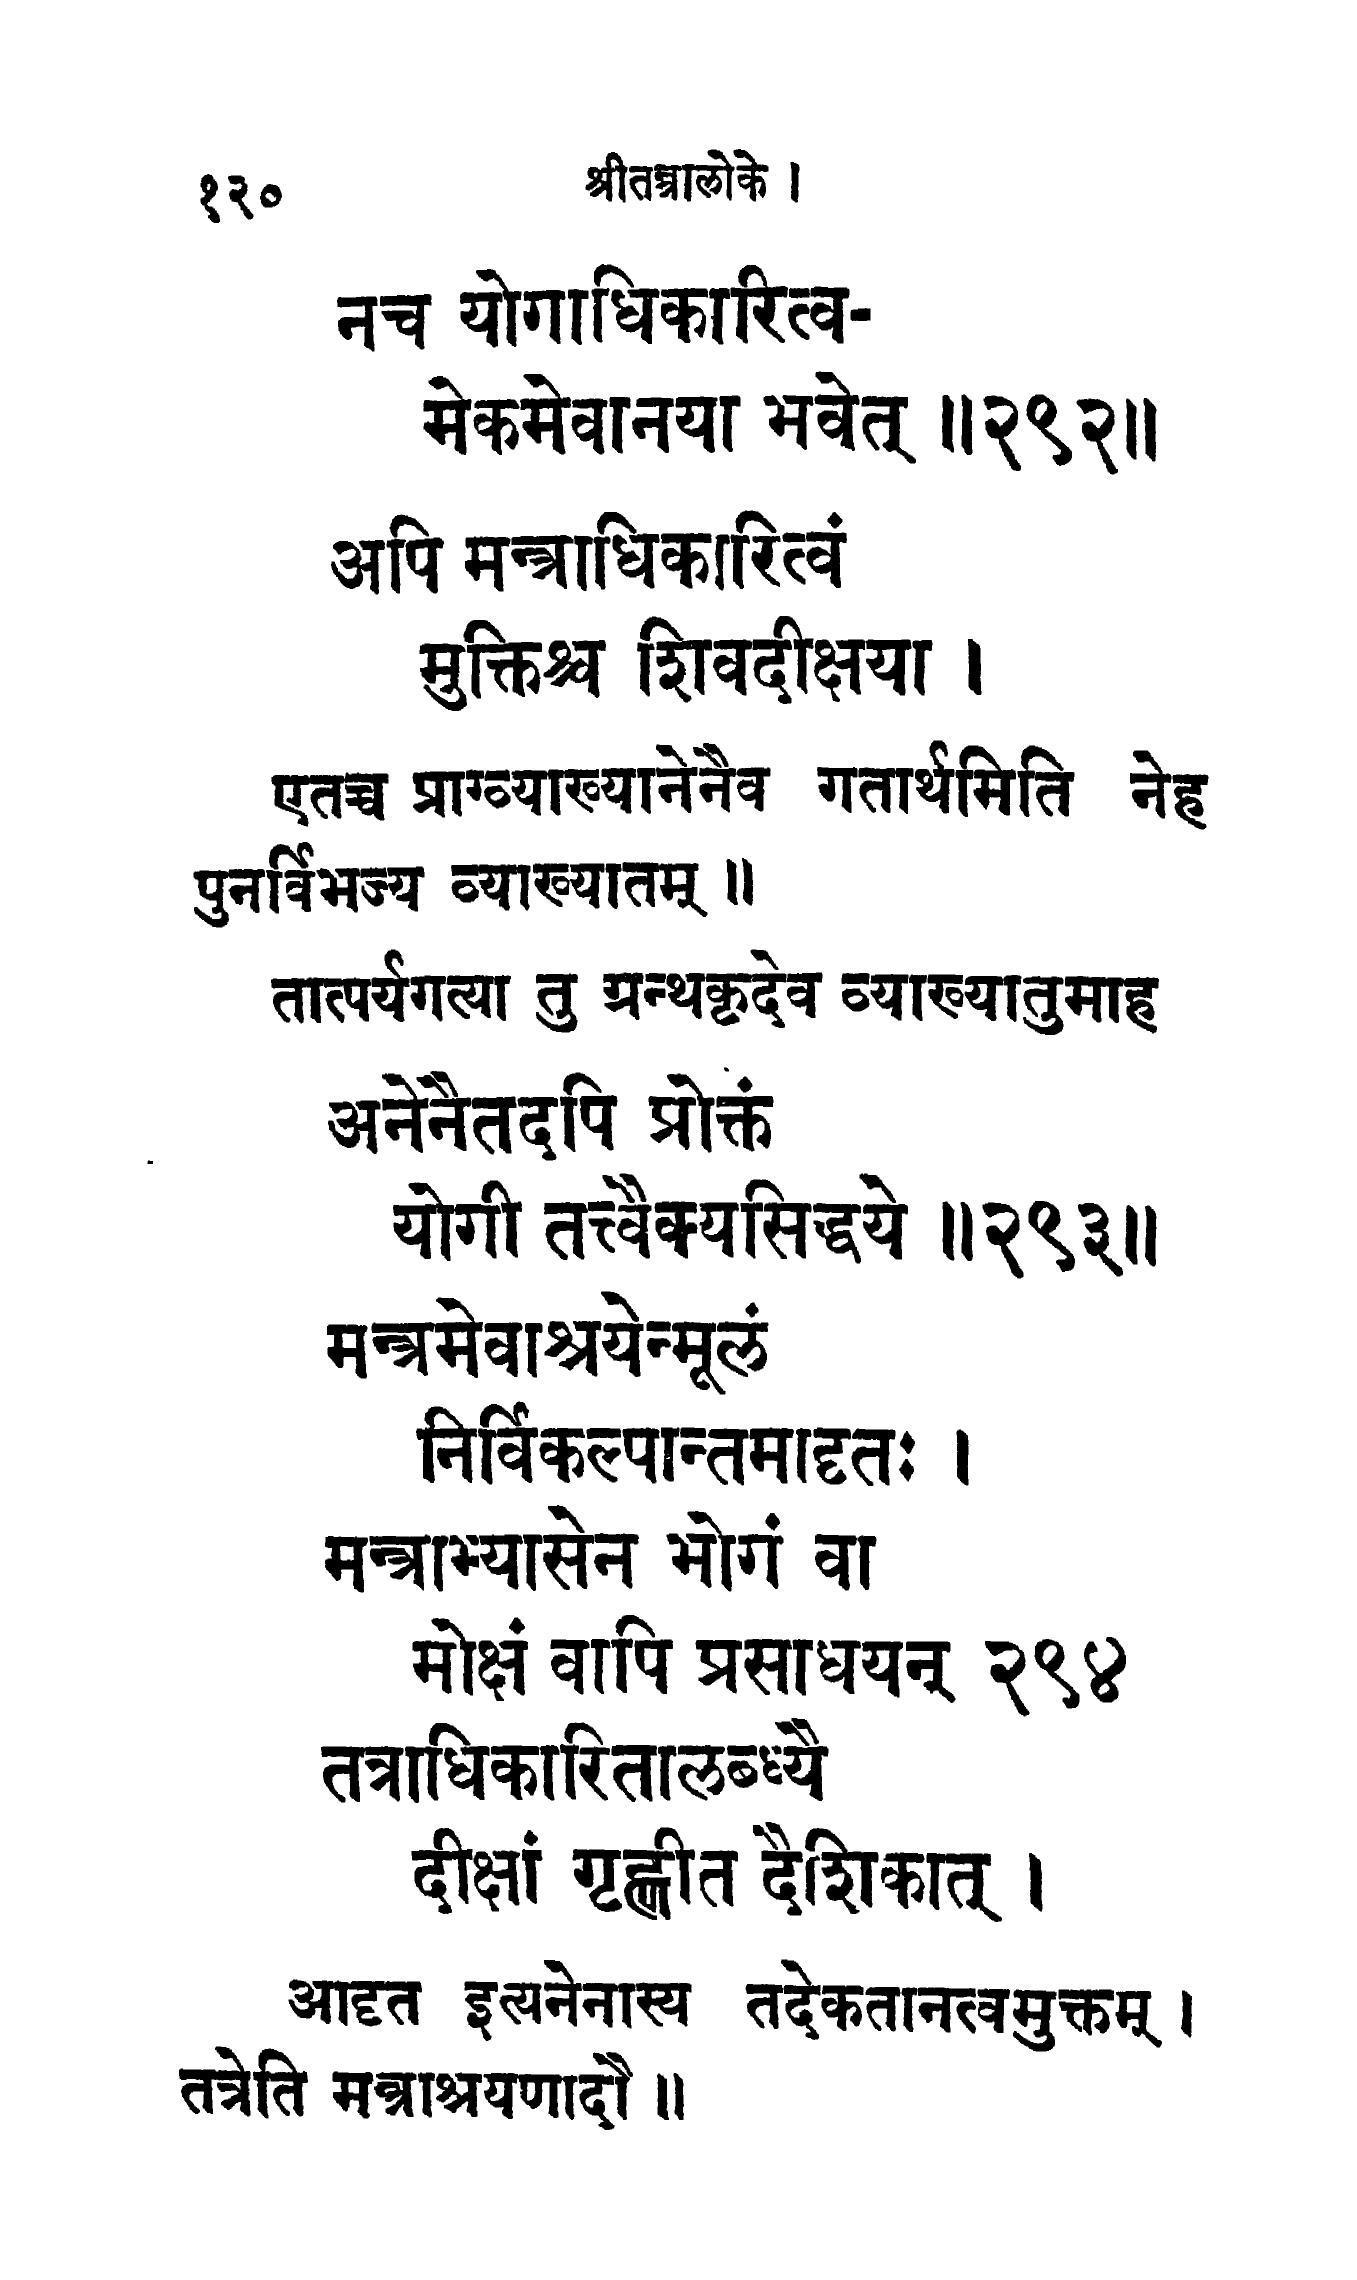 १२०
श्रीतन्त्रालोके ।
नच योगाधिकारित्व-
मेकमेवानया भवेत् ॥२९२॥
अपि मन्त्राधिकारित्वं
मुक्तिश्च शिवदीक्षया ।
एतच्च प्राग्व्याख्यानेनैव गतार्थमिति नेह
पुनर्विभज्य व्याख्यातम् ॥
तात्पर्यगत्या तु ग्रन्थकृदेव व्याख्यातुमाह
अनेनैतदपि प्रोक्तं
योगी तत्त्वैक्यसिद्धये ॥२९३॥
मन्त्रमेवाश्रयेन्मूलं
निर्विकल्पान्तमादृतः ।
मन्त्राभ्यासेन भोगं वा
मोक्षं वापि प्रसाधयन् २९४
तत्राधिकारितालब्ध्यै
दीक्षां गृह्णीत दैशिकात् ।
आदृत इत्यनेनास्य तदेकतानत्वमुक्तम् ।
तत्रेति मन्त्राश्रयणादौ ॥